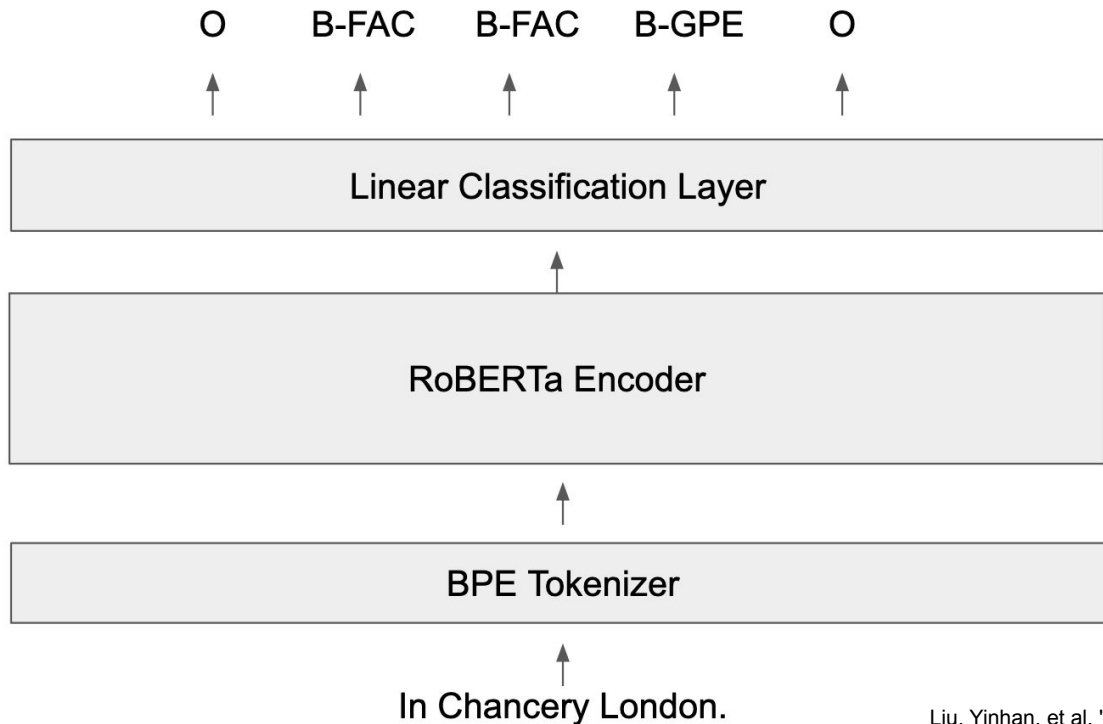 O B-FAC B-FAC B-GPE O
Linear Classification Layer
RoBERTa Encoder
BPE Tokenizer
In Chancery London.
Liu, Yinhan, et al. '